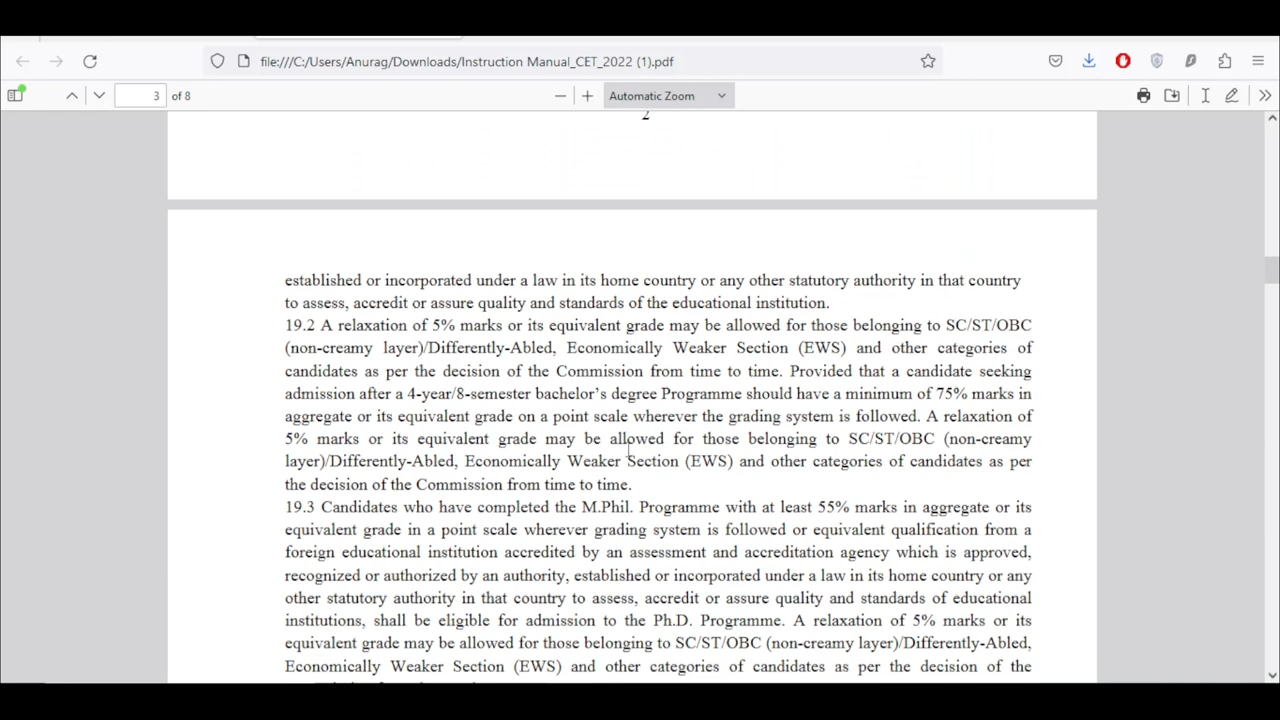 file:///C:/Users/Anurag/Downloads/Instruction Manual_CET_2022 (1).pdf
3 of 8
Automatic Zoom
2
established or incorporated under a law in its home country or any other statutory authority in that country
to assess, accredit or assure quality and standards of the educational institution.
19.2 A relaxation of 5% marks or its equivalent grade may be allowed for those belonging to SC/ST/OBC
(non-creamy layer)/Differently-Abled, Economically Weaker Section (EWS) and other categories of
candidates as per the decision of the Commission from time to time. Provided that a candidate seeking
admission after a 4-year/8-semester bachelor’s degree Programme should have a minimum of 75% marks in
aggregate or its equivalent grade on a point scale wherever the grading system is followed. A relaxation of
5% marks or its equivalent grade may be allowed for those belonging to SC/ST/OBC (non-creamy
layer)/Differently-Abled, Economically Weaker Section (EWS) and other categories of candidates as per
the decision of the Commission from time to time.
19.3 Candidates who have completed the M.Phil. Programme with at least 55% marks in aggregate or its
equivalent grade in a point scale wherever grading system is followed or equivalent qualification from a
foreign educational institution accredited by an assessment and accreditation agency which is approved,
recognized or authorized by an authority, established or incorporated under a law in its home country or any
other statutory authority in that country to assess, accredit or assure quality and standards of educational
institutions, shall be eligible for admission to the Ph.D. Programme. A relaxation of 5% marks or its
equivalent grade may be allowed for those belonging to SC/ST/OBC (non-creamy layer)/Differently-Abled,
Economically Weaker Section (EWS) and other categories of candidates as per the decision of the